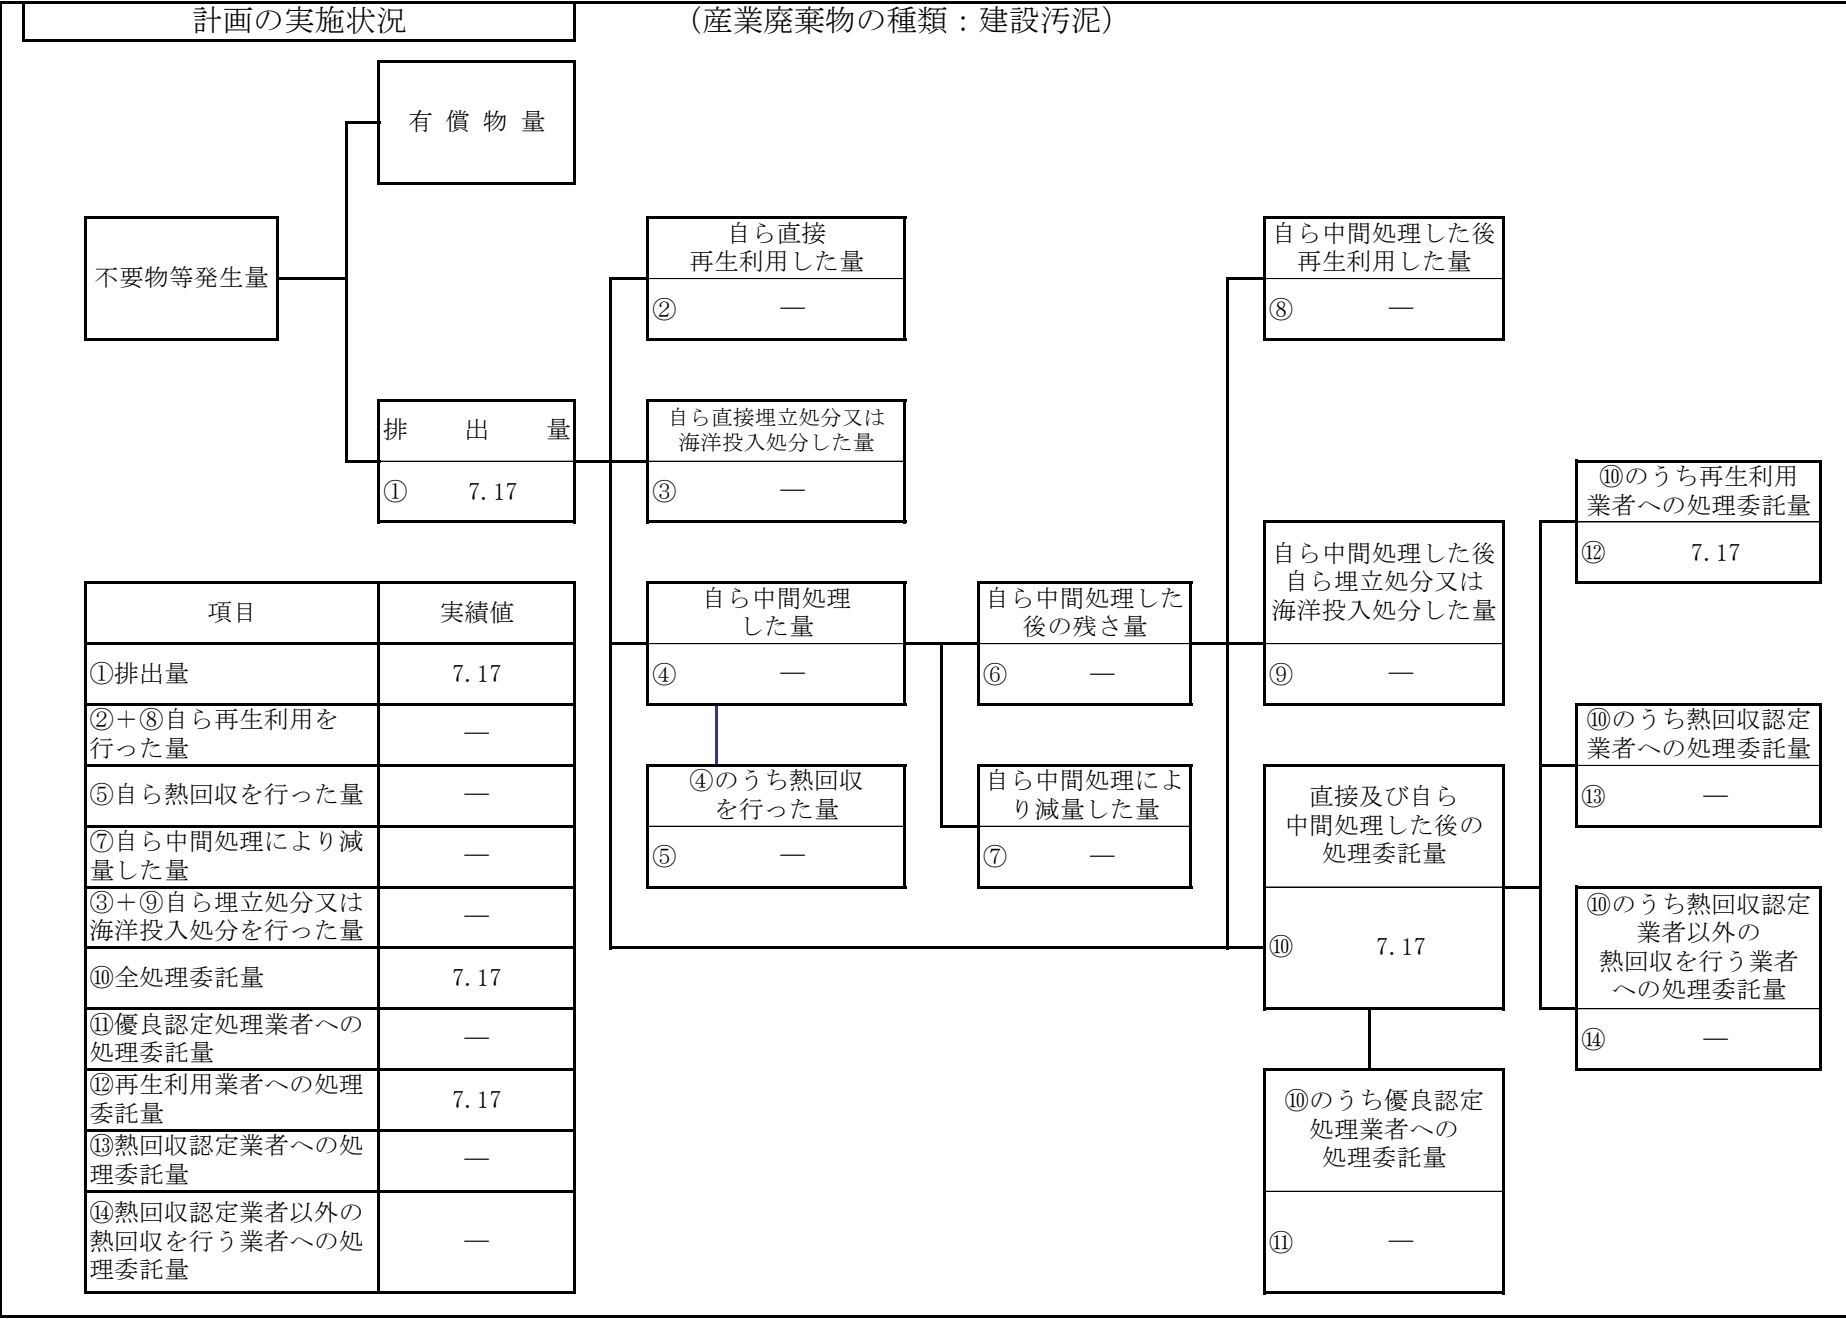 計画の実施状況
（産業廃棄物の種類：建設汚泥）
有償物量
不要物等発生量
排出量
① 7.17
自ら直接
再生利用した量
② ―
自ら直接埋立処分又は
海洋投入処分した量
③ ―
自ら中間処理
した量
④ ―
④のうち熱回収
を行った量
⑤ ―
自ら中間処理した
後の残さ量
⑥ ―
自ら中間処理によ
り減量した量
⑦ ―
自ら中間処理した後
再生利用した量
⑧ ―
自ら中間処理した後
自ら埋立処分又は
海洋投入処分した量
⑨ ―
直接及び自ら
中間処理した後の
処理委託量
⑩ 7.17
⑩のうち優良認定
処理業者への
処理委託量
⑪ ―
⑩のうち再生利用
業者への処理委託量
⑫ 7.17
⑩のうち熱回収認定
業者への処理委託量
⑬ ―
⑩のうち熱回収認定
業者以外の
熱回収を行う業者
への処理委託量
⑭ ―
項目 実績値
①排出量 7.17
②＋⑧自ら再生利用を
行った量 ―
⑤自ら熱回収を行った量 ―
⑦自ら中間処理により減
量した量 ―
③＋⑨自ら埋立処分又は
海洋投入処分を行った量 ―
⑩全処理委託量 7.17
⑪優良認定処理業者への
処理委託量 ―
⑫再生利用業者への処理
委託量 7.17
⑬熱回収認定業者への処
理委託量 ―
⑭熱回収認定業者以外の
熱回収を行う業者への処
理委託量 ―